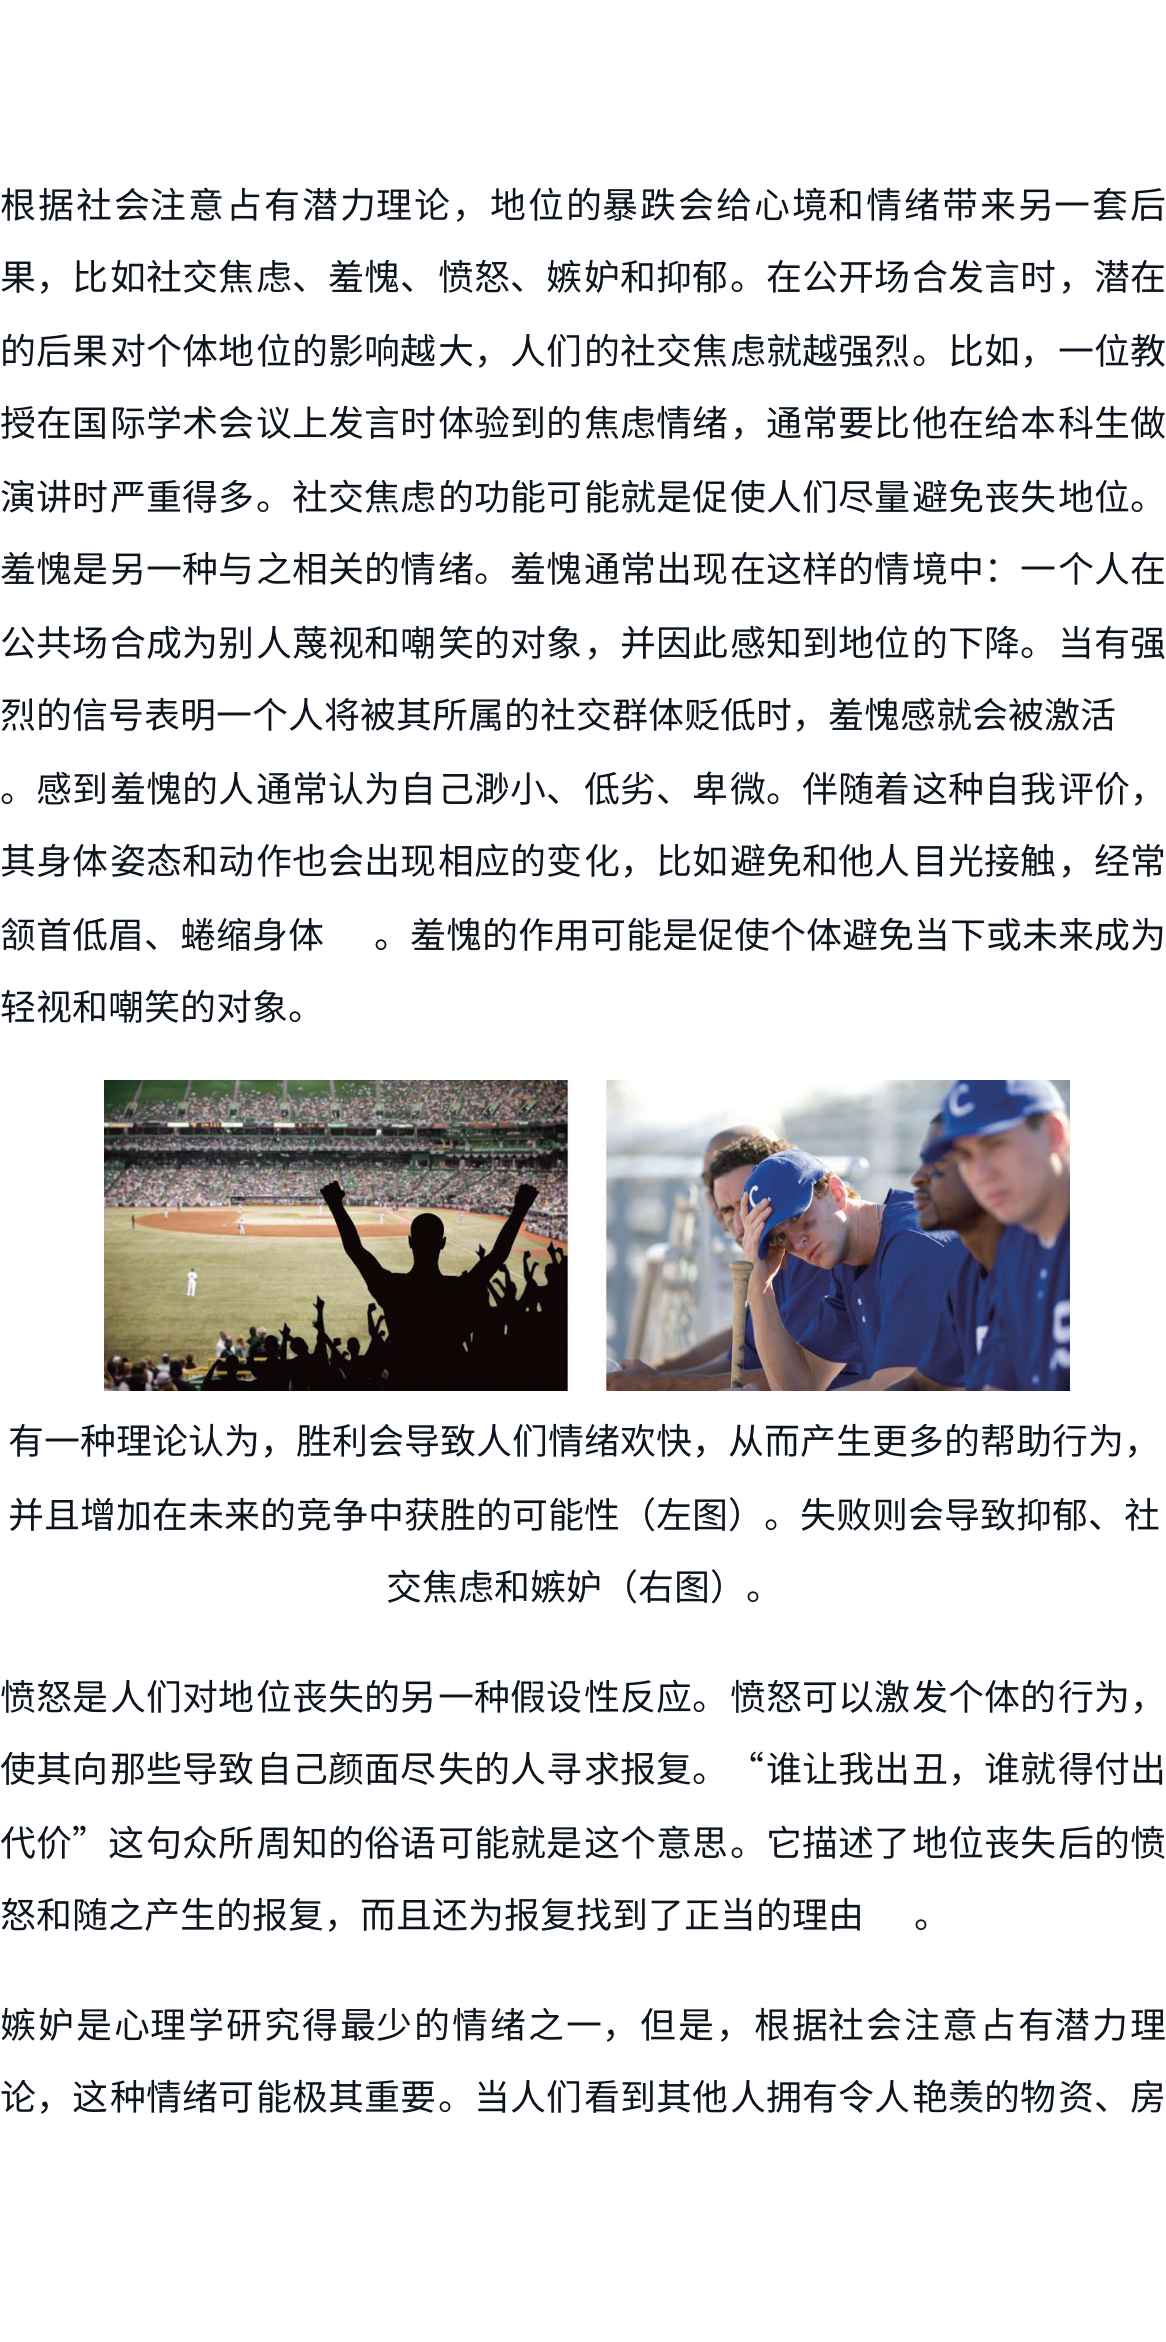 根据社会注意占有潜力理论，地位的暴跌会给心境和情绪带来另一套后
果，比如社交焦虑、羞愧、愤怒、嫉妒和抑郁。在公开场合发言时，潜在
的后果对个体地位的影响越大，人们的社交焦虑就越强烈。比如，一位教
授在国际学术会议上发言时体验到的焦虑情绪，通常要比他在给本科生做
演讲时严重得多。社交焦虑的功能可能就是促使人们尽量避免丧失地位。
羞愧是另一种与之相关的情绪。羞愧通常出现在这样的情境中：一个人在
公共场合成为别人蔑视和嘲笑的对象，并因此感知到地位的下降。当有强
烈的信号表明一个人将被其所属的社交群体贬低时，羞愧感就会被激活
。感到羞愧的人通常认为自己渺小、低劣、卑微。伴随着这种自我评价，
其身体姿态和动作也会出现相应的变化，比如避免和他人目光接触，经常
颔首低眉、蜷缩身体 。羞愧的作用可能是促使个体避免当下或未来成为
轻视和嘲笑的对象。
C
C
C
有一种理论认为，胜利会导致人们情绪欢快，从而产生更多的帮助行为，
并且增加在未来的竞争中获胜的可能性（左图）。失败则会导致抑郁、社
交焦虑和嫉妒（右图）。
愤怒是人们对地位丧失的另一种假设性反应。愤怒可以激发个体的行为，
使其向那些导致自己颜面尽失的人寻求报复。“谁让我出丑，谁就得付出
代价”这句众所周知的俗语可能就是这个意思。它描述了地位丧失后的愤
怒和随之产生的报复，而且还为报复找到了正当的理由 。
嫉妒是心理学研究得最少的情绪之一，但是，根据社会注意占有潜力理
论，这种情绪可能极其重要。当人们看到其他人拥有令人艳羡的物资、房